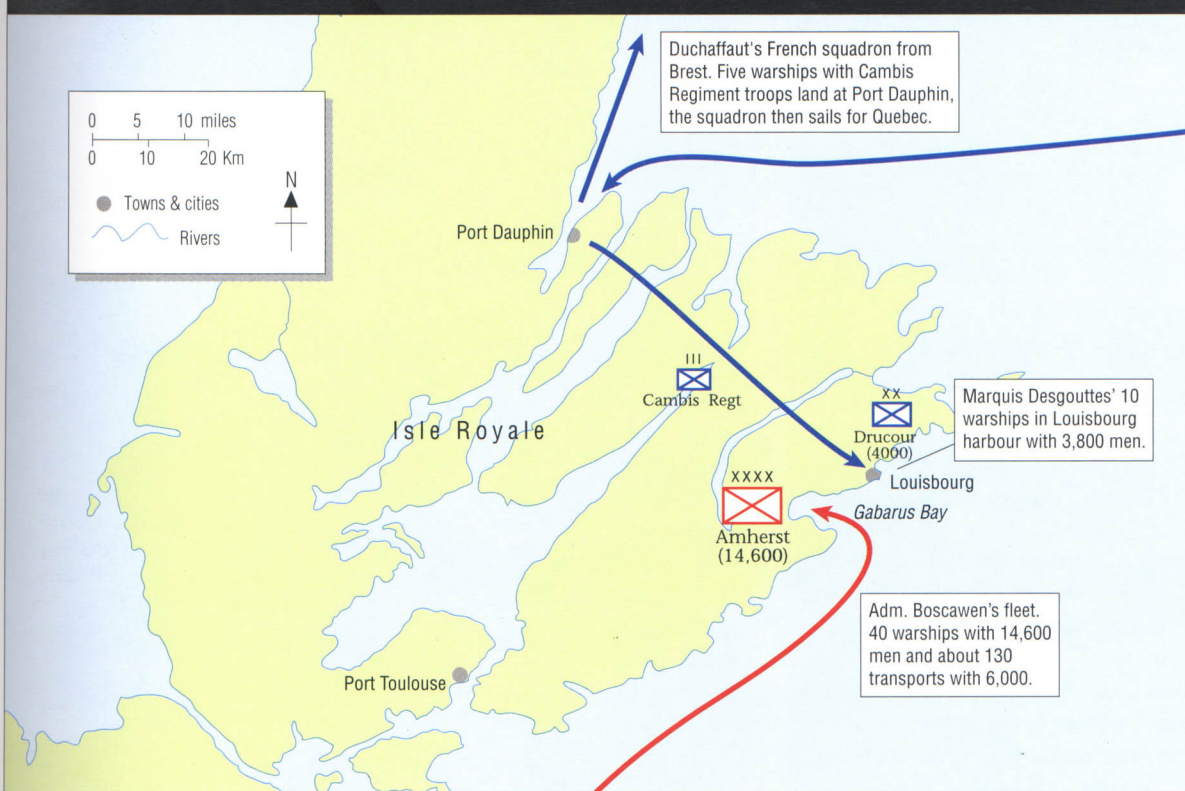 Duchaffaut's French squadron from
Brest. Five warships with Cambis
Regiment troops land at Port Dauphin,
the squadron then sails for Quebec.
0 5 10 miles
0 10 20 Km
N
Towns & cities
Rivers
Port Dauphin
III
Cambis Regt
Isle Royale
XX
Drucour
(4000)
Marquis Desgouttes' 10
warships in Louisbourg
harbour with 3,800 men.
Louisbourg
XXXX
Amherst
(14,600)
Gabarus Bay
Adm. Boscawen's fleet.
40 warships with 14,600
men and about 130
transports with 6,000.
Port Toulouse